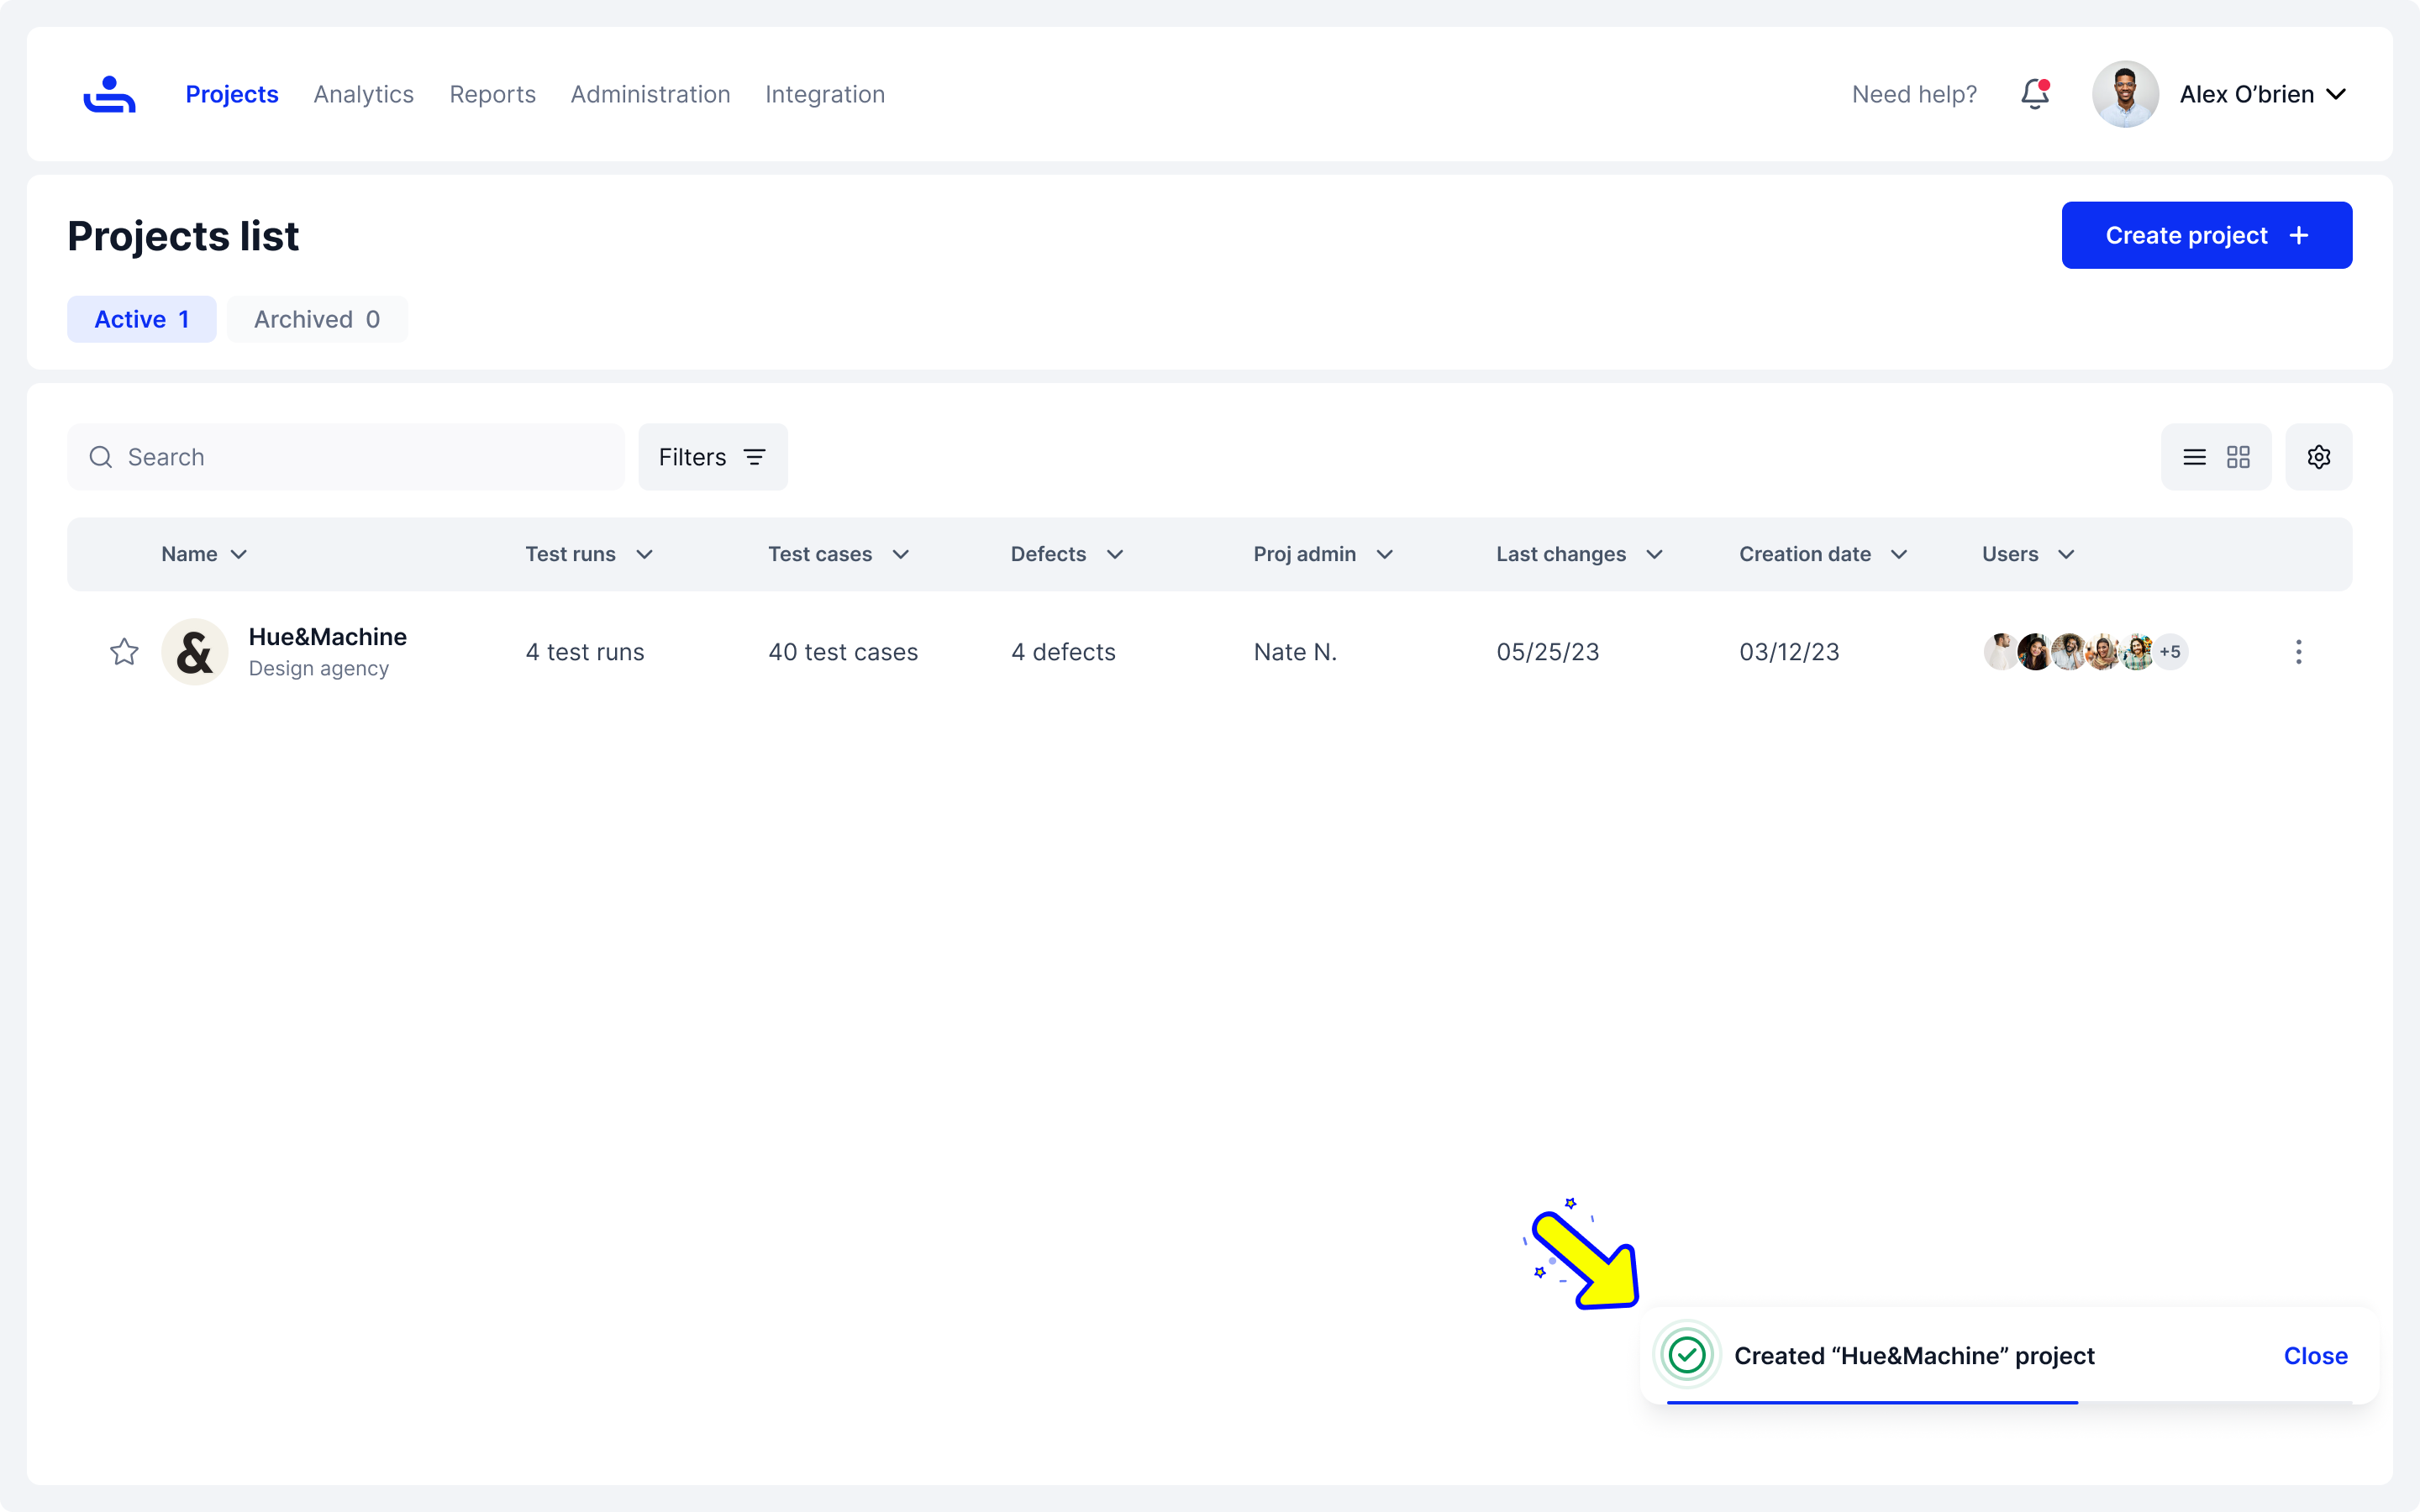 Projects Analytics Reports Administration Integration Need help? Alex O’brien
Projects list
Create project
Active 1 Archived 0
Search Filters
Name Test runs Test cases Defects Proj admin Last changes Creation date Users
Hue&Machine
Design agency
& 4 test runs 40 test cases 4 defects Nate N. 05/25/23 03/12/23 +5
Created “Hue&Machine” project Close